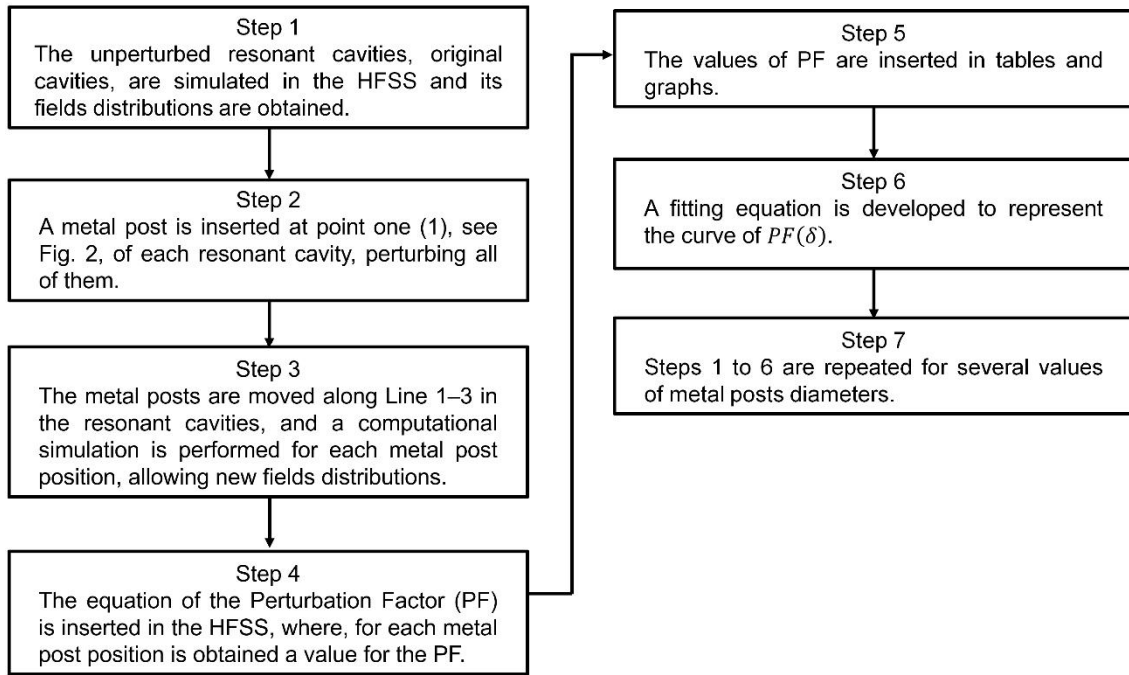 Step 1
The unperturbed resonant cavities, original
cavities, are simulated in the HFSS and its
fields distributions are obtained.
Step 2
A metal post is inserted at point one (1), see
Fig. 2, of each resonant cavity, perturbing all
of them.
Step 3
The metal posts are moved along Line 1–3 in
the resonant cavities, and a computational
simulation is performed for each metal post
position, allowing new fields distributions.
Step 4
The equation of the Perturbation Factor (PF)
is inserted in the HFSS, where, for each metal
post position is obtained a value for the PF.
Step 5
The values of PF are inserted in tables and
graphs.
Step 6
A fitting equation is developed to represent
the curve of PF(δ).
Step 7
Steps 1 to 6 are repeated for several values
of metal posts diameters.